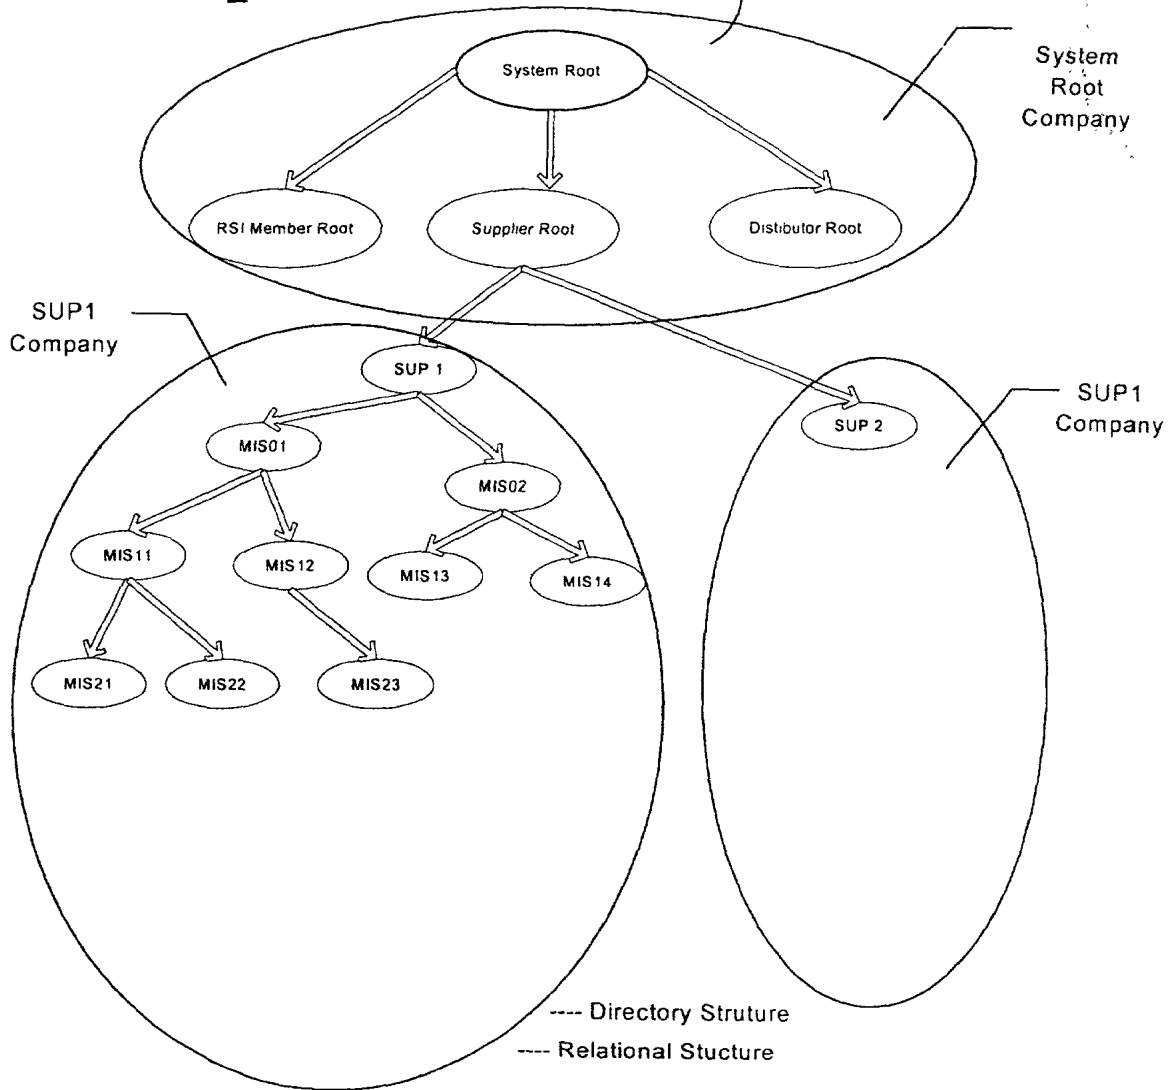 System Root
System
Root
Company
RSI Member Root
Supplier Root
Distibutor Root
SUP1
Company
SUP 1
SUP1
Company
SUP 2
MIS01
MIS02
MIS11
MIS12
MIS13
MIS14
MIS21
MIS22
MIS23
---- Directory Struture
---- Relational Stucture